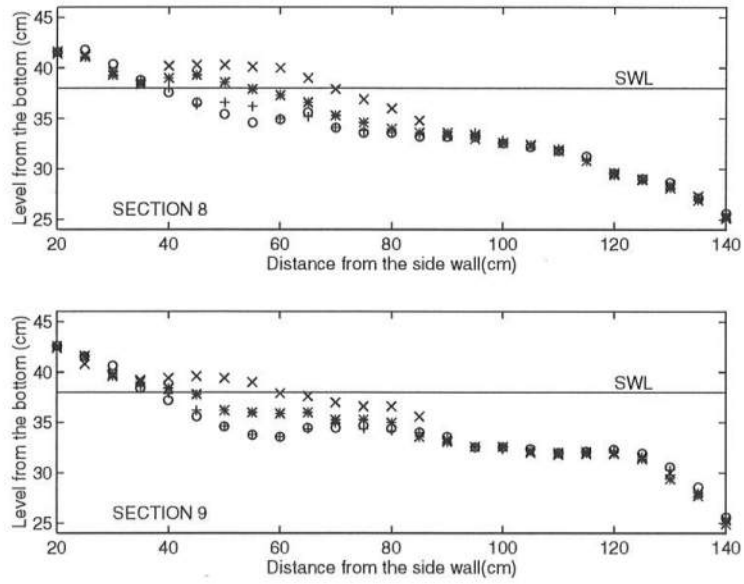 Level from the bottom (cm)
45
40
35
30
25
SWL
SECTION 8
20 40 60 80 100 120 140
Distance from the side wall(cm)
Level from the bottom (cm)
45
40
35
30
25
SWL
SECTION 9
20 40 60 80 100 120 140
Distance from the side wall(cm)